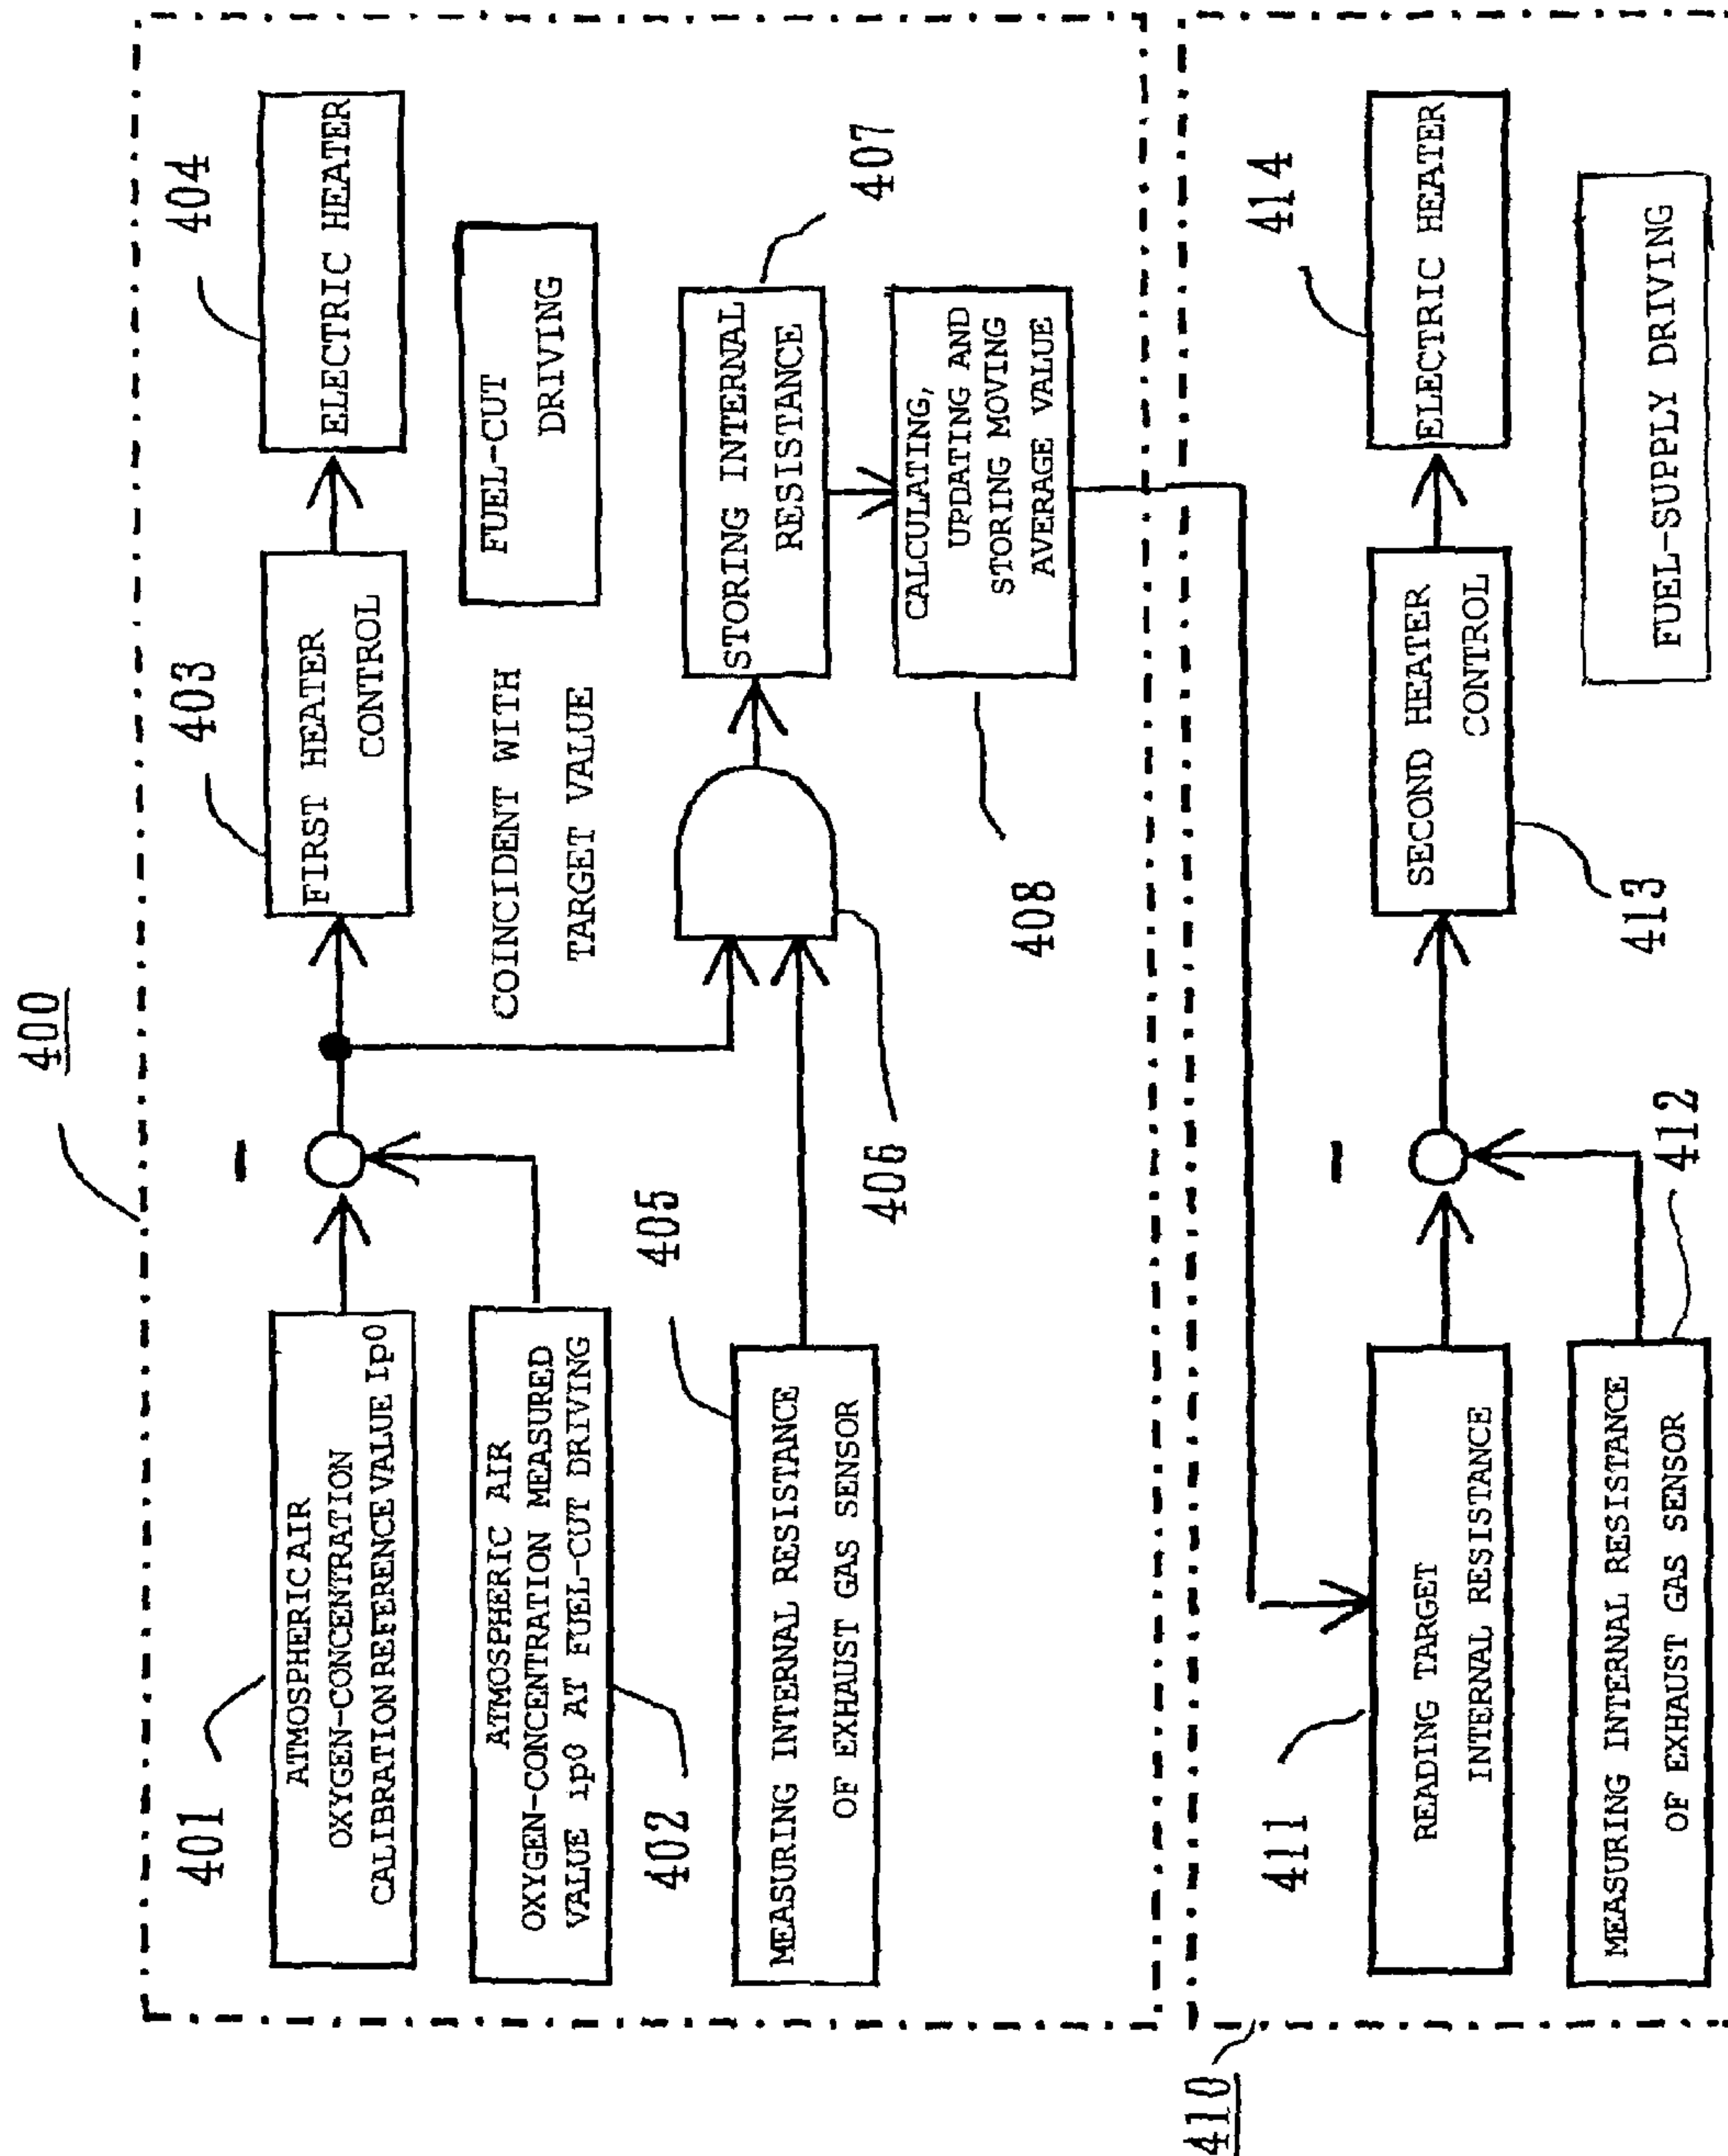 400
401
ATMOSPHERIC AIR
OXYGEN-CONCENTRATION
CALIBRATION REFERENCE VALUE Ip0
403
FIRST HEATER
CONTROL
404
ELECTRIC HEATER
ATMOSPHERIC AIR
OXYGEN-CONCENTRATION MEASURED
VALUE ip0 AT FUEL-CUT DRIVING
402
COINCIDENT WITH
TARGET VALUE
FUEL-CUT
DRIVING
405
MEASURING INTERNAL RESISTANCE
OF EXHAUST GAS SENSOR
406
STORING INTERNAL
RESISTANCE
407
408
CALCULATING,
UPDATING AND
STORING MOVING
AVERAGE VALUE
410
411
READING TARGET
INTERNAL RESISTANCE
SECOND HEATER
CONTROL
413
414
ELECTRIC HEATER
MEASURING INTERNAL RESISTANCE
OF EXHAUST GAS SENSOR
412
FUEL-SUPPLY DRIVING